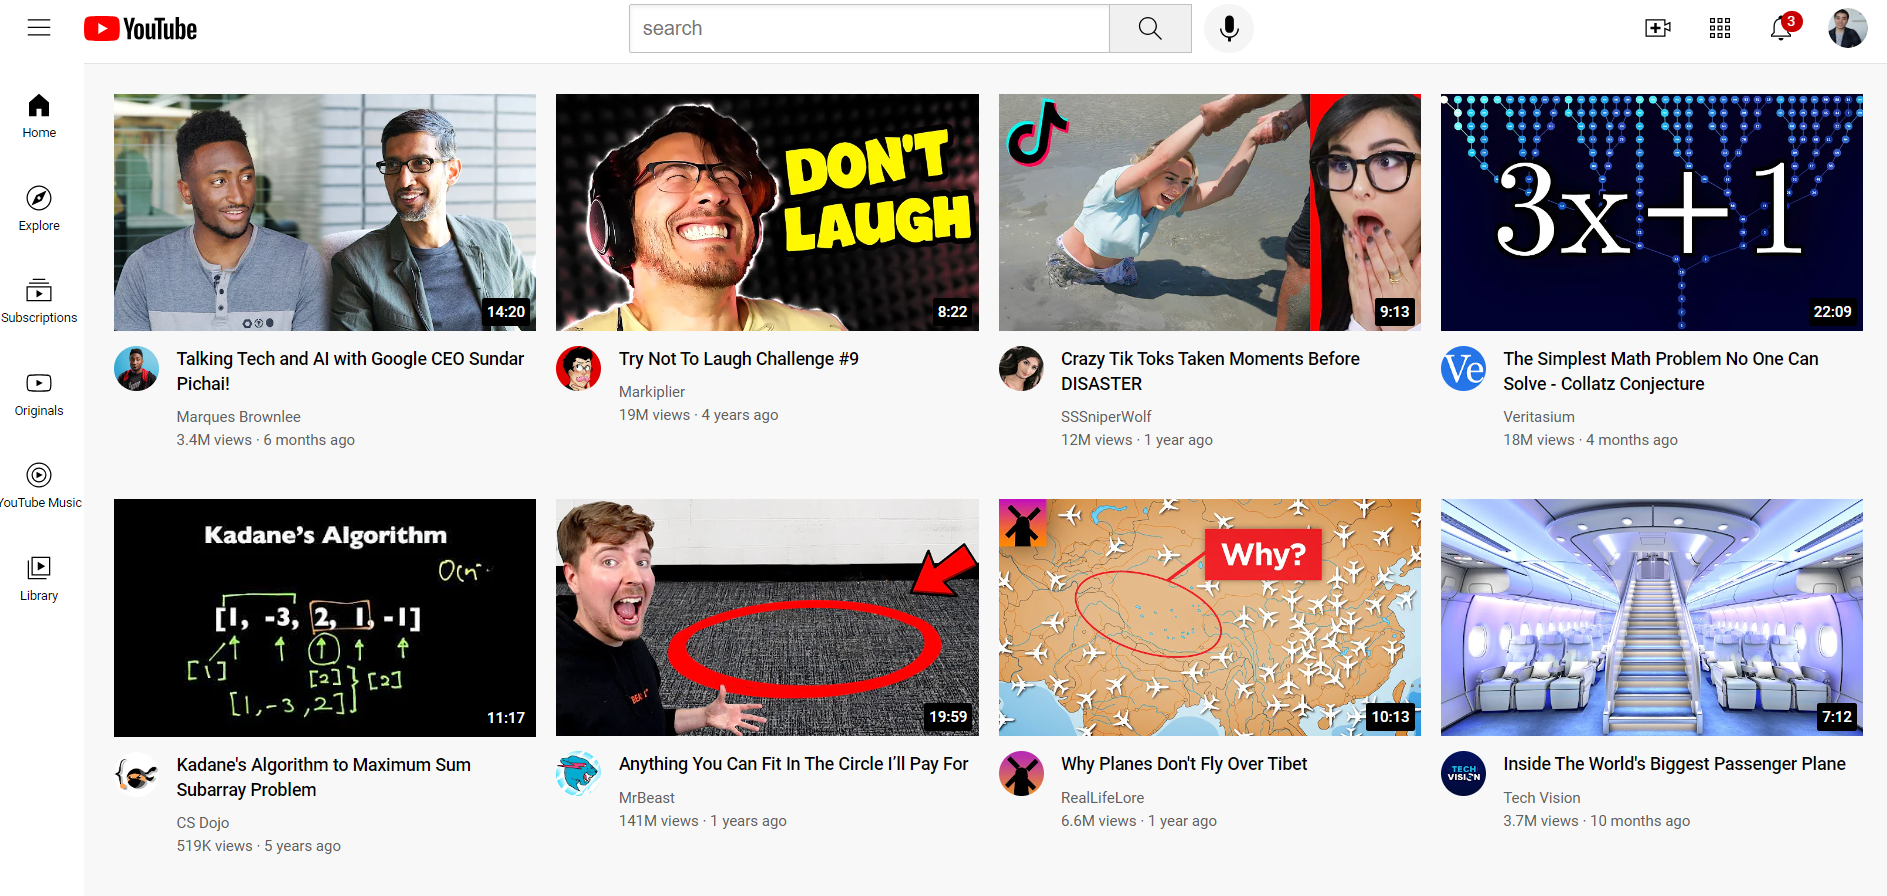 YouTube
search
3
Home
Explore
Subscriptions
Originals
YouTube Music
Library
14:20
Talking Tech and AI with Google CEO Sundar
Pichai!
Marques Brownlee
3.4M views · 6 months ago
DON'T
LAUGH
8:22
Try Not To Laugh Challenge #9
Markiplier
19M views · 4 years ago
9:13
Crazy Tik Toks Taken Moments Before
DISASTER
SSSniperWolf
12M views · 1 year ago
3x+1
22:09
Ve
The Simplest Math Problem No One Can
Solve - Collatz Conjecture
Veritasium
18M views · 4 months ago
Kadane's Algorithm
[1, -3, 2, 1, -1]
[1]
[2]
[2]
[1, -3, 2]
11:17
Kadane's Algorithm to Maximum Sum
Subarray Problem
CS Dojo
519K views · 5 years ago
19:59
Anything You Can Fit In The Circle I’ll Pay For
MrBeast
141M views · 1 years ago
Why?
10:13
Why Planes Don't Fly Over Tibet
RealLifeLore
6.6M views · 1 year ago
7:12
TECH
VISION
Inside The World's Biggest Passenger Plane
Tech Vision
3.7M views · 10 months ago